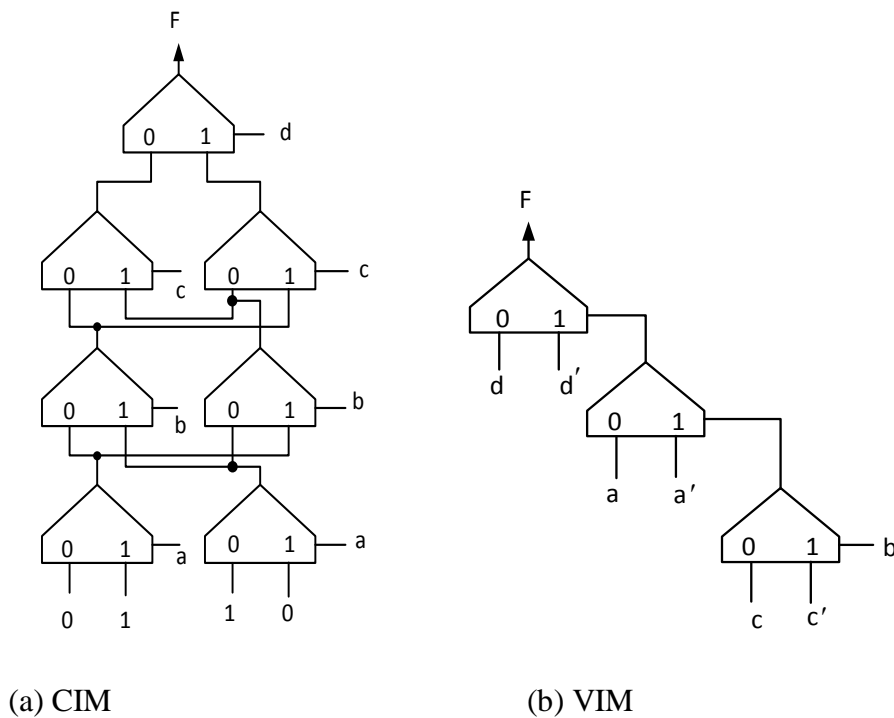 F
0 1 d
0 1 c 0 1 c
0 1 b 0 1 b
0 1 a 0 1 a
0 1 1 0
F
0 1
d d′
0 1
a a′
0 1 b
c c′
(a) CIM (b) VIM